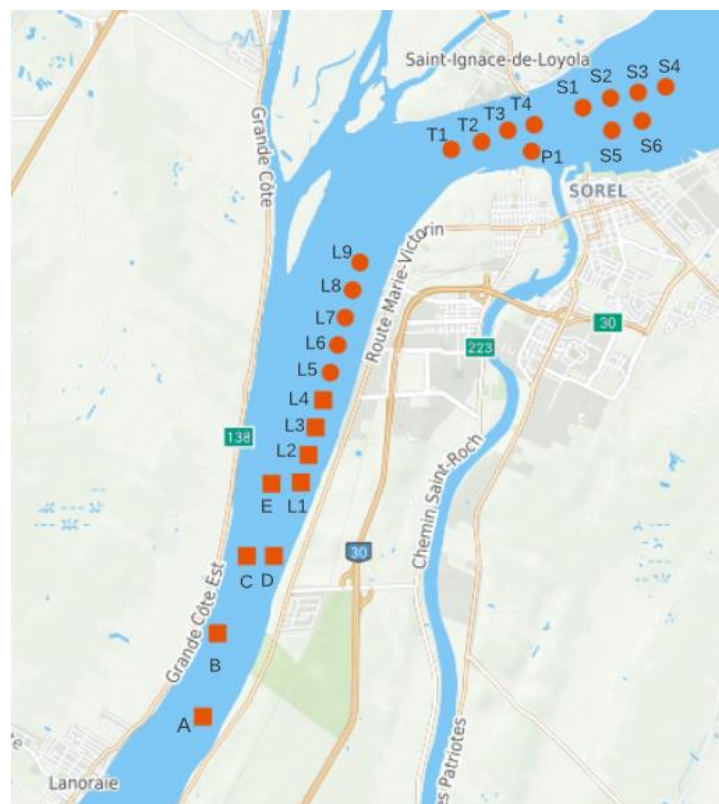 Saint-Ignace-de-Loyola
S4
S3
S2
S1
Grande Côte
T4
T3
T2
T1
S6
S5
P1
SOREL
Route Marie-Victorin
L9
L8
L7
30
L6
223
L5
L4
L3
138
L2
Chemin Saint-Roch
L1
E
30
C
D
Grande Côte Est
B
A
Lanoraie
es Patriotes